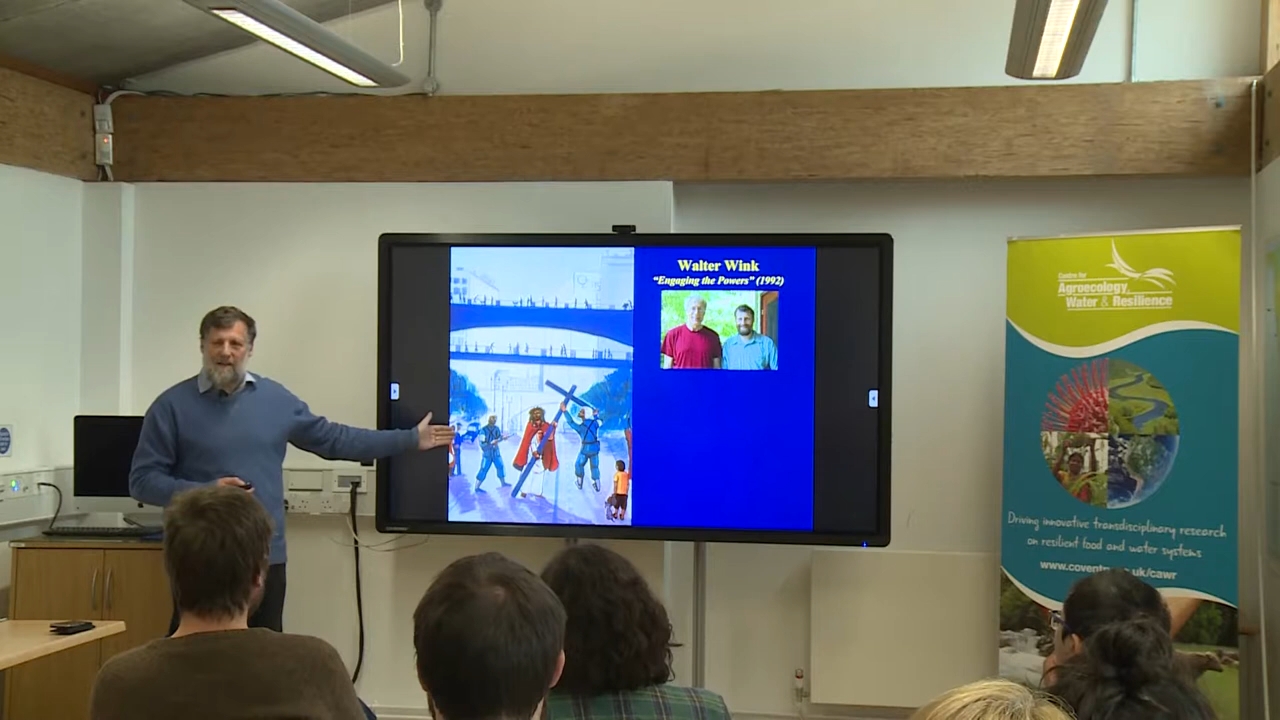 Walter Wink
"Engaging the Powers" (1992)
Centre for
Agroecology,
Water & Resilience
Driving innovative transdisciplinary research
on resilient food and water systems